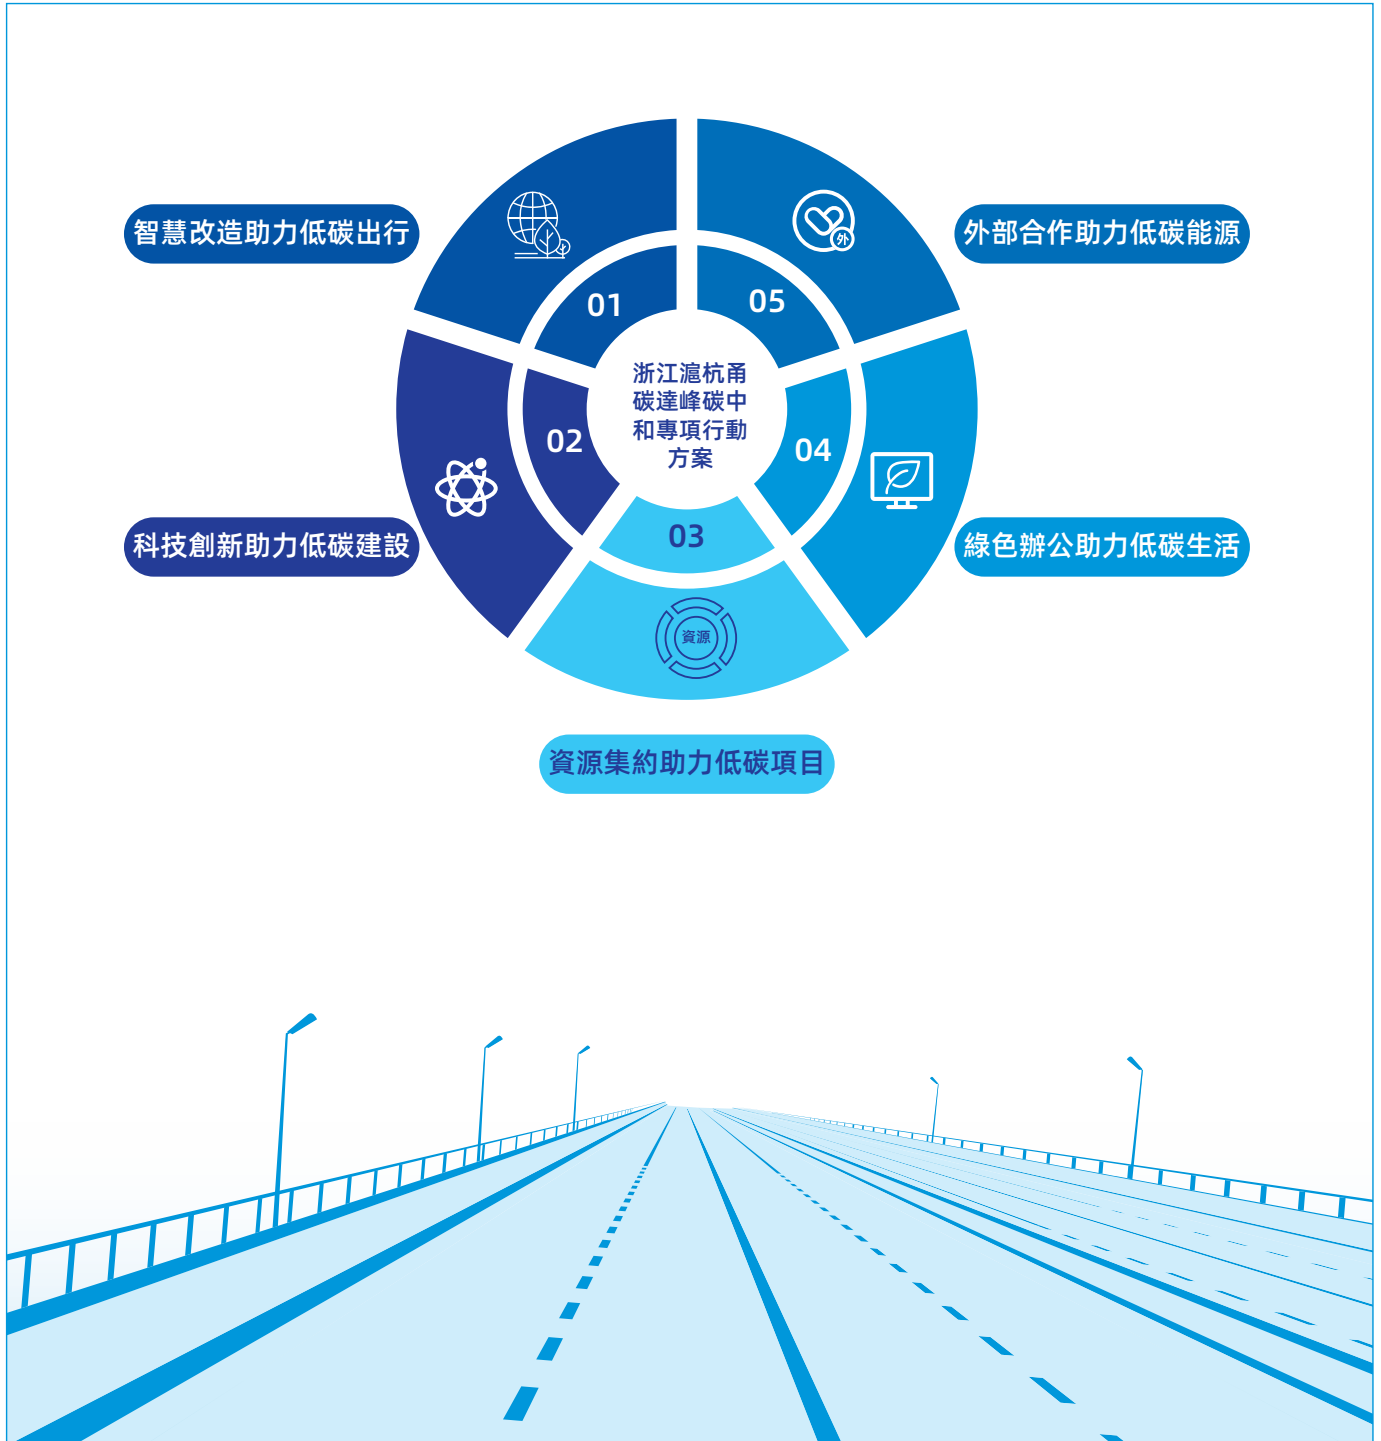 智慧改造助力低碳出行
01
外部合作助力低碳能源
外
05
浙江滬杭甬
碳達峰碳中
和專項行動
方案
科技創新助力低碳建設
02
綠色辦公助力低碳生活
04
03
資源
資源集約助力低碳項目